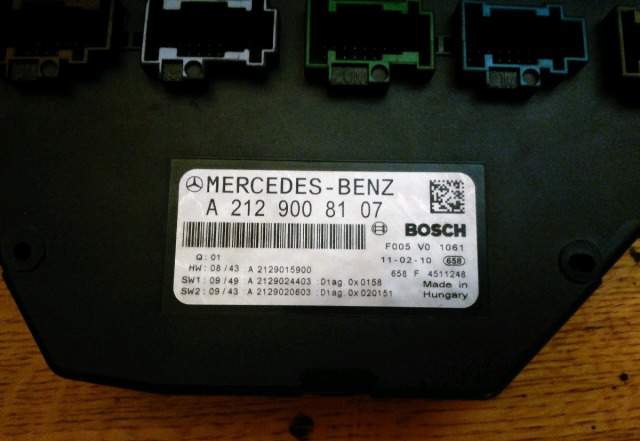 MERCEDES-BENZ
A 212 900 81 07
BOSCH
F005 V0 1061
Q: 01
11-02-10 658
HW: 08/43 A 2129015900
658 F 4511248
SW1: 09/49 A 2129024403 :Diag.0x0158
Made in
SW2: 09/43 A 2129020603 :Diag.0x020151
Hungary